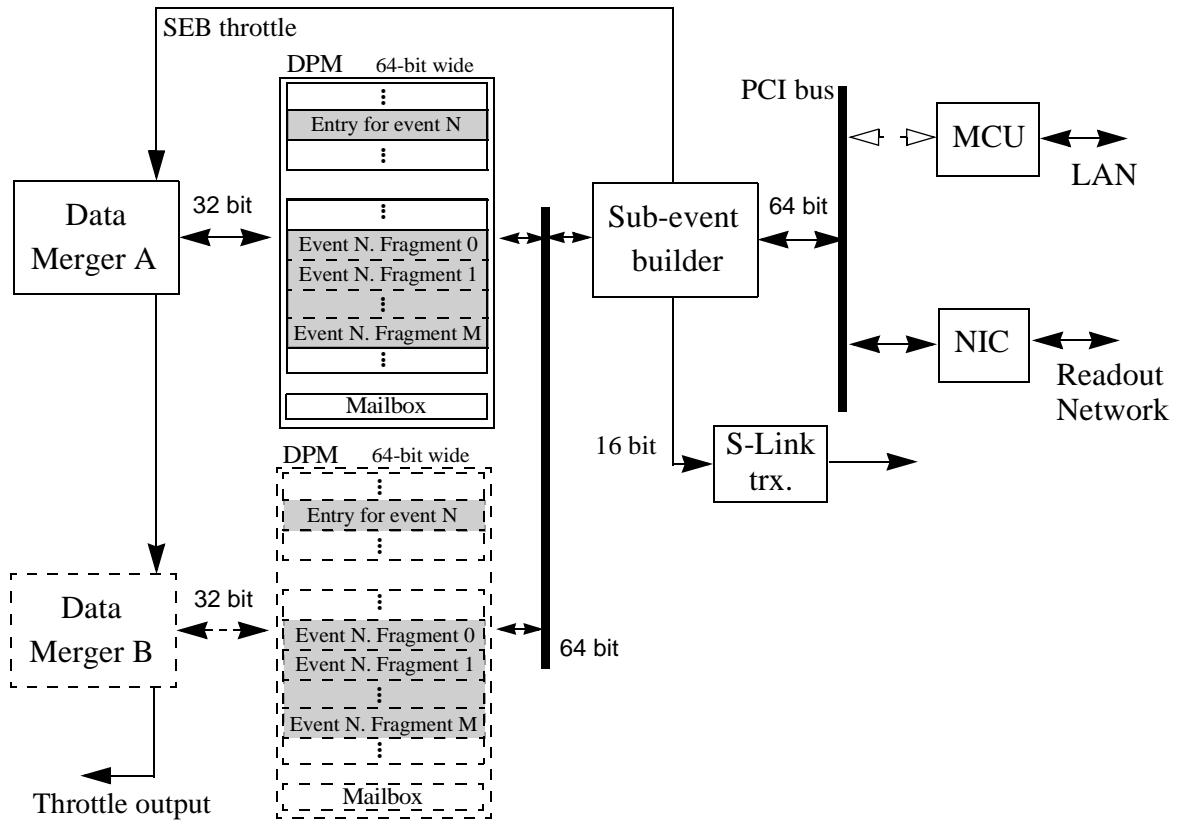 SEB throttle
DPM 64-bit wide
Entry for event N
PCI bus
MCU
LAN
Data
Merger A
32 bit
Event N. Fragment 0
Event N. Fragment 1
Event N. Fragment M
Mailbox
Sub-event
builder
64 bit
NIC
Readout
Network
16 bit
S-Link
trx.
DPM 64-bit wide
Entry for event N
Data
Merger B
32 bit
Event N. Fragment 0
Event N. Fragment 1
Event N. Fragment M
Mailbox
64 bit
Throttle output